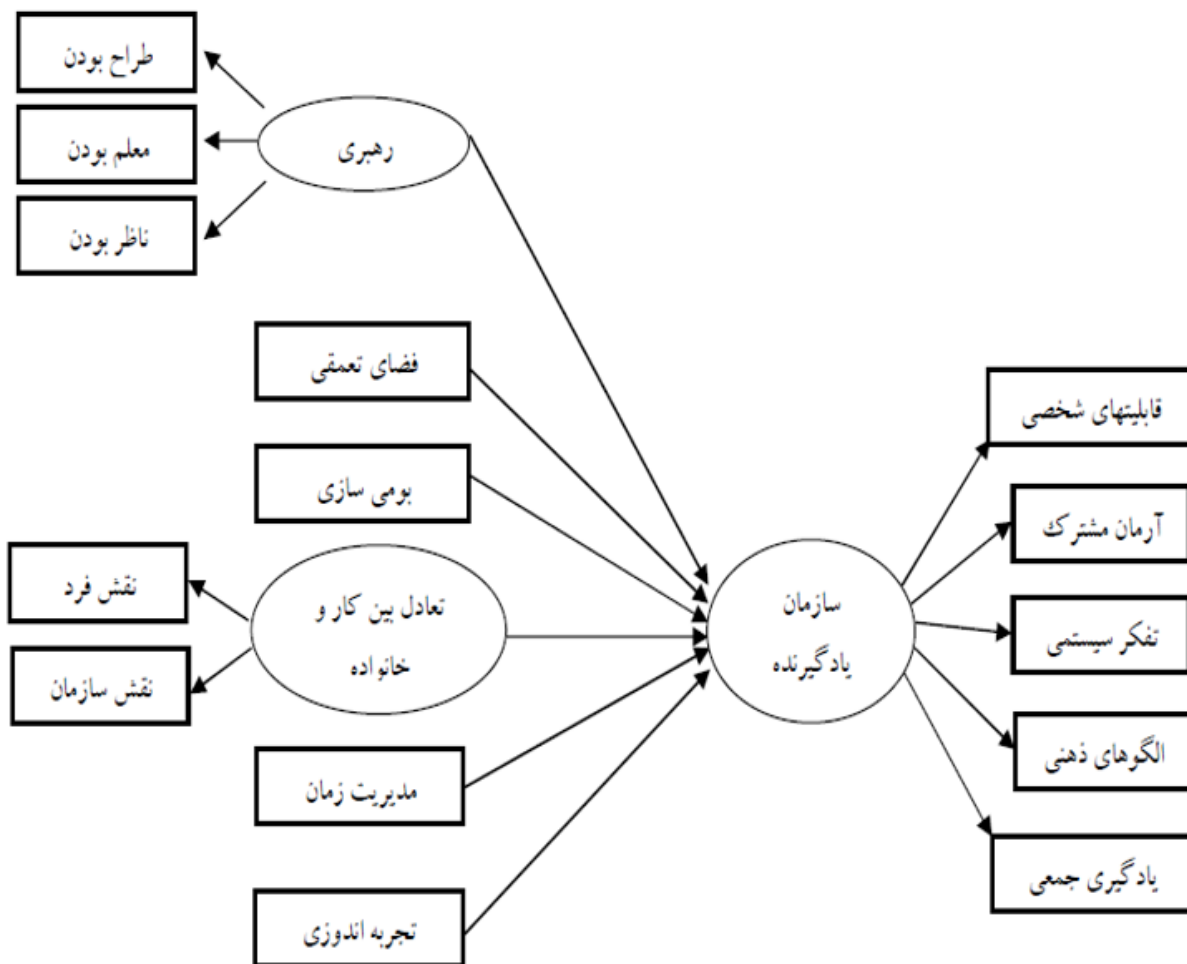 طراح بودن
معلم بودن
ناظر بودن
رهبری
فضای تعمقی
بومی سازی
تعادل بین کار و
خانواده
نقش فرد
نقش سازمان
مدیریت زمان
تجربه اندوزی
سازمان
یادگیرنده
قابلیتهای شخصی
آرمان مشترك
تفکر سیستمی
الگوهای ذهنی
یادگیری جمعی